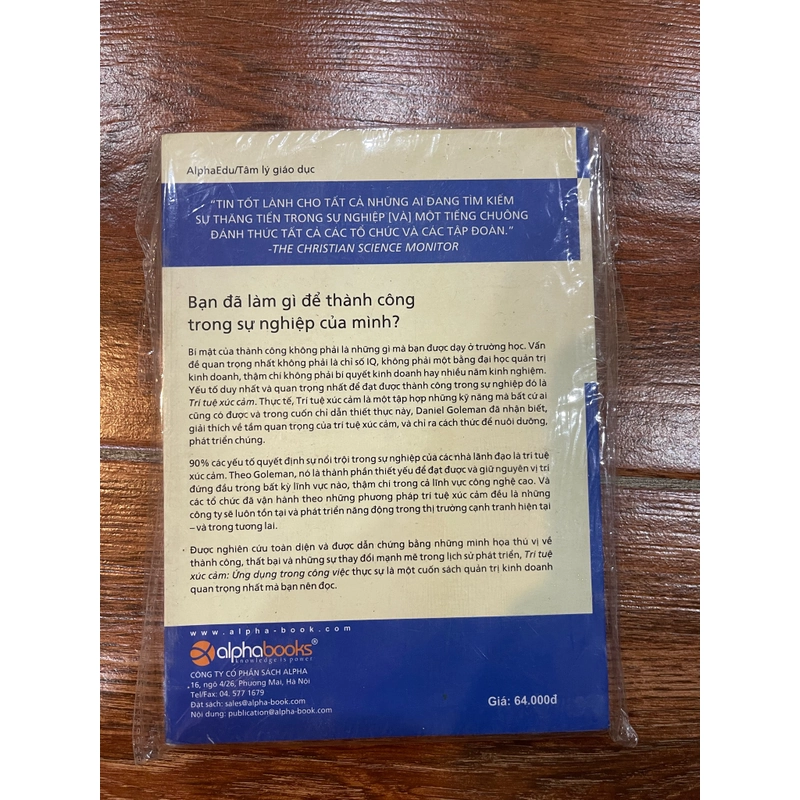 AlphaEdu/Tâm lý giáo dục
"TIN TỐT LÀNH CHO TẤT CẢ NHỮNG AI ĐANG TÌM KIẾM
SỰ THĂNG TIẾN TRONG SỰ NGHIỆP [VÀ] MỘT TIẾNG CHUÔNG
ĐÁNH THỨC TẤT CẢ CÁC TỔ CHỨC VÀ CÁC TẬP ĐOÀN."
-THE CHRISTIAN SCIENCE MONITOR
Bạn đã làm gì để thành công
trong sự nghiệp của mình?
Bí mật của thành công không phải là những gì mà bạn được dạy ở trường học. Vấn
đề quan trọng nhất không phải là chỉ số IQ, không phải một bằng đại học quản trị
kinh doanh, thậm chí không phải bí quyết kinh doanh hay nhiều năm kinh nghiệm.
Yếu tố duy nhất và quan trọng nhất để đạt được thành công trong sự nghiệp đó là
Trí tuệ xúc cảm. Thực tế, Trí tuệ xúc cảm là một tập hợp những kỹ năng mà bất cứ ai
cũng có được và trong cuốn chỉ dẫn thiết thực này, Daniel Goleman đã nhận biết,
giải thích về tầm quan trọng của trí tuệ xúc cảm, và chỉ ra cách thức để nuôi dưỡng,
phát triển chúng.
90% các yếu tố quyết định sự nổi trội trong sự nghiệp của các nhà lãnh đạo là trí tuệ
xúc cảm. Theo Goleman, nó là thành phần thiết yếu để đạt được và giữ nguyên vị trí
đứng đầu trong bất kỳ lĩnh vực nào, thậm chí trong cả lĩnh vực công nghệ cao. Và
các tổ chức đã vận hành theo những phương pháp trí tuệ xúc cảm đều là những
công ty sẽ luôn tồn tại và phát triển năng động trong thị trường cạnh tranh hiện tại
– và trong tương lai.
Được nghiên cứu toàn diện và được dẫn chứng bằng những minh họa thú vị về
thành công, thất bại và những sự thay đổi mạnh mẽ trong lịch sử phát triển, Trí tuệ
xúc cảm: Ứng dụng trong công việc thực sự là một cuốn sách quản trị kinh doanh
quan trọng nhất mà bạn nên đọc.
www.alpha-book.com
alphabooks®
knowledge is power
CÔNG TY CỔ PHẦN SÁCH ALPHA
16, ngõ 4/26, Phương Mai, Hà Nội
Tel/Fax: 04. 577 1679
Đặt sách: sales@alpha-book.com
Nội dung: publication@alpha-book.com
Giá: 64.000đ